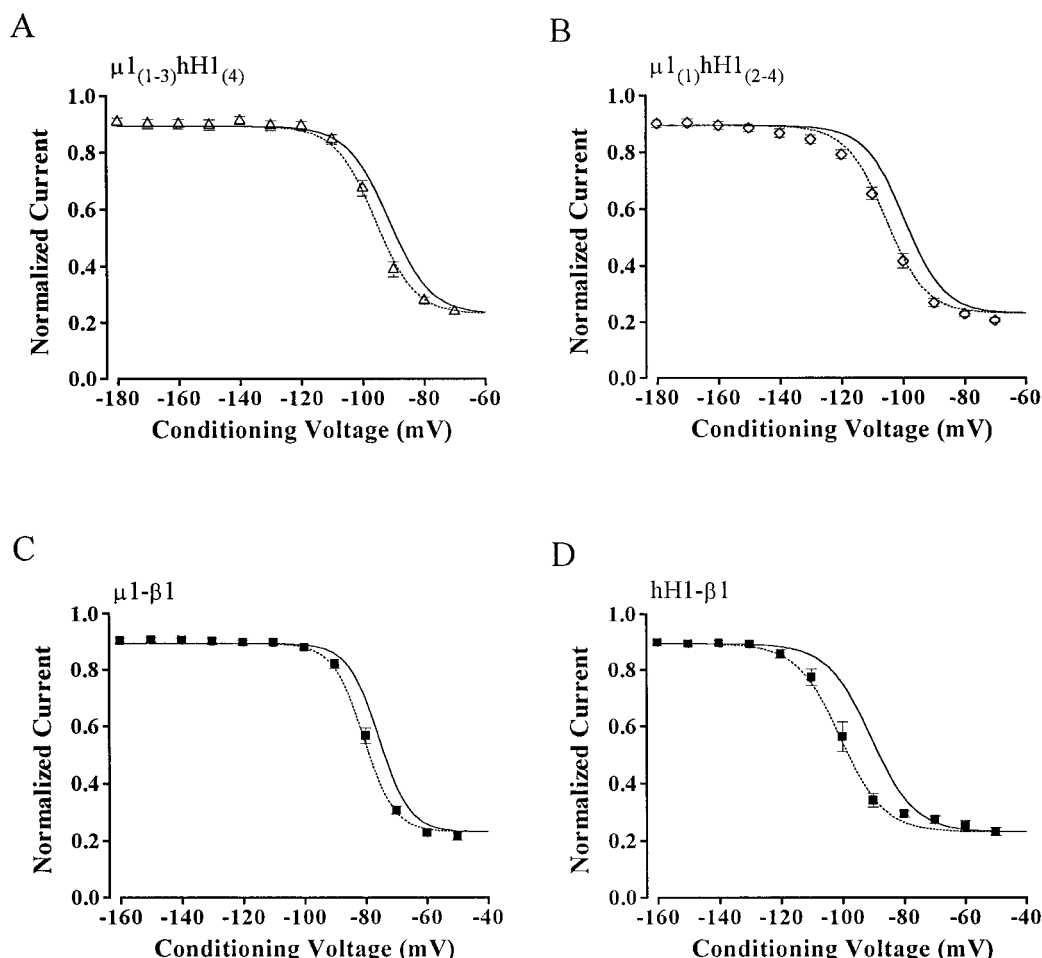 A
μ1(1-3)hH1(4)
1.0
0.8
0.6
0.4
0.2
0.0
Normalized Current
-180 -160 -140 -120 -100 -80 -60
Conditioning Voltage (mV)
B
μ1(1)hH1(2-4)
1.0
0.8
0.6
0.4
0.2
0.0
Normalized Current
-180 -160 -140 -120 -100 -80 -60
Conditioning Voltage (mV)
C
μ1-β1
1.0
0.8
0.6
0.4
0.2
0.0
Normalized Current
-160 -140 -120 -100 -80 -60 -40
Conditioning Voltage (mV)
D
hH1-β1
1.0
0.8
0.6
0.4
0.2
0.0
Normalized Current
-160 -140 -120 -100 -80 -60 -40
Conditioning Voltage (mV)